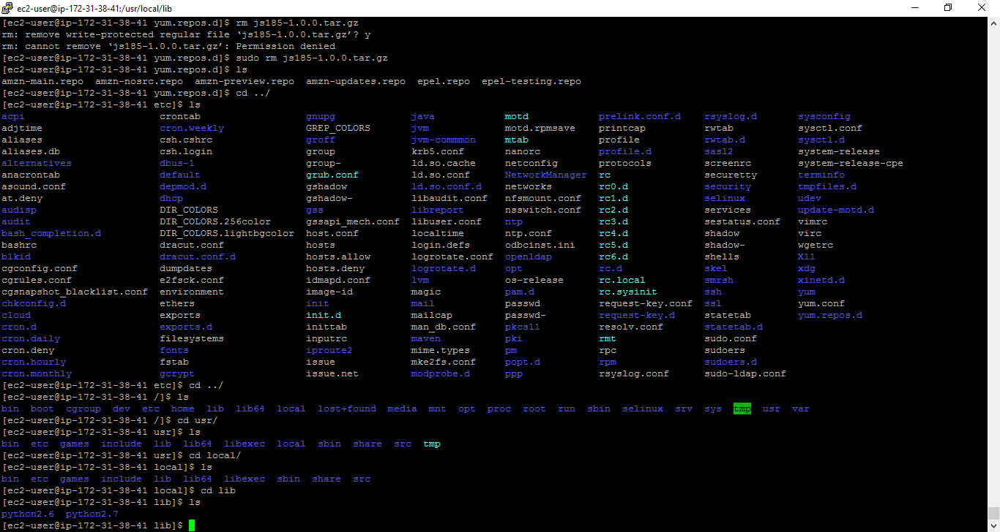 ec2-user@ip-172-31-38-41:/usr/local/lib
[ec2-user@ip-172-31-38-41 yum.repos.d]$ rm js185-1.0.0.tar.gz
rm: remove write-protected regular file ‘js185-1.0.0.tar.gz’? y
rm: cannot remove ‘js185-1.0.0.tar.gz’: Permission denied
[ec2-user@ip-172-31-38-41 yum.repos.d]$ sudo rm js185-1.0.0.tar.gz
[ec2-user@ip-172-31-38-41 yum.repos.d]$ ls
amzn-main.repo  amzn-nosrc.repo  amzn-preview.repo  amzn-updates.repo  epel.repo  epel-testing.repo
[ec2-user@ip-172-31-38-41 yum.repos.d]$ cd ../
[ec2-user@ip-172-31-38-41 etc]$ ls
acpi  crontab  gnupg  java  motd  prelink.conf.d  rsyslog.d  sysconfig
adjtime  cron.weekly  GREP_COLORS  jvm  motd.rpmsave  printcap  rwtab  sysctl.conf
aliases  csh.cshrc  groff  jvm-commmon  mtab  profile  rwtab.d  sysctl.d
aliases.db  csh.login  group  krb5.conf  nanorc  profile.d  sasl2  system-release
alternatives  dbus-1  group-  ld.so.cache  netconfig  protocols  screenrc  system-release-cpe
anacrontab  default  grub.conf  ld.so.conf  NetworkManager  rc  securetty  terminfo
asound.conf  depmod.d  gshadow  ld.so.conf.d  networks  rc0.d  security  tmpfiles.d
at.deny  dhcp  gshadow-  libaudit.conf  nfsmount.conf  rc1.d  selinux  udev
audisp  DIR_COLORS  gss  libreport  nsswitch.conf  rc2.d  services  update-motd.d
audit  DIR_COLORS.256color  gssapi_mech.conf  libuser.conf  ntp  rc3.d  sestatus.conf  vimrc
bash_completion.d  DIR_COLORS.lightbgcolor  host.conf  localtime  ntp.conf  rc4.d  shadow  virc
bashrc  dracut.conf  hosts  login.defs  odbcinst.ini  rc5.d  shadow-  wgetrc
blkid  dracut.conf.d  hosts.allow  logrotate.conf  openldap  rc6.d  shells  X11
cgconfig.conf  dumpdates  hosts.deny  logrotate.d  opt  rc.d  skel  xdg
cgrules.conf  e2fsck.conf  idmapd.conf  lvm  os-release  rc.local  smrsh  xinetd.d
cgsnapshot_blacklist.conf  environment  image-id  magic  pam.d  rc.sysinit  ssh  yum
chkconfig.d  ethers  init  mail  passwd  request-key.conf  ssl  yum.conf
cloud  exports  init.d  mailcap  passwd-  request-key.d  statetab  yum.repos.d
cron.d  exports.d  inittab  man_db.conf  pkcs11  resolv.conf  statetab.d
cron.daily  filesystems  inputrc  maven  pki  rmt  sudo.conf
cron.deny  fonts  iproute2  mime.types  pm  rpc  sudoers
cron.hourly  fstab  issue  mke2fs.conf  popt.d  rpm  sudoers.d
cron.monthly  gcrypt  issue.net  modprobe.d  ppp  rsyslog.conf  sudo-ldap.conf
[ec2-user@ip-172-31-38-41 etc]$ cd ../
[ec2-user@ip-172-31-38-41 /]$ ls
bin  boot  cgroup  dev  etc  home  lib  lib64  local  lost+found  media  mnt  opt  proc  root  run  sbin  selinux  srv  sys  tmp  usr  var
[ec2-user@ip-172-31-38-41 /]$ cd usr/
[ec2-user@ip-172-31-38-41 usr]$ ls
bin  etc  games  include  lib  lib64  libexec  local  sbin  share  src  tmp
[ec2-user@ip-172-31-38-41 usr]$ cd local/
[ec2-user@ip-172-31-38-41 local]$ ls
bin  etc  games  include  lib  lib64  libexec  sbin  share  src
[ec2-user@ip-172-31-38-41 local]$ cd lib
[ec2-user@ip-172-31-38-41 lib]$ ls
python2.6  python2.7
[ec2-user@ip-172-31-38-41 lib]$